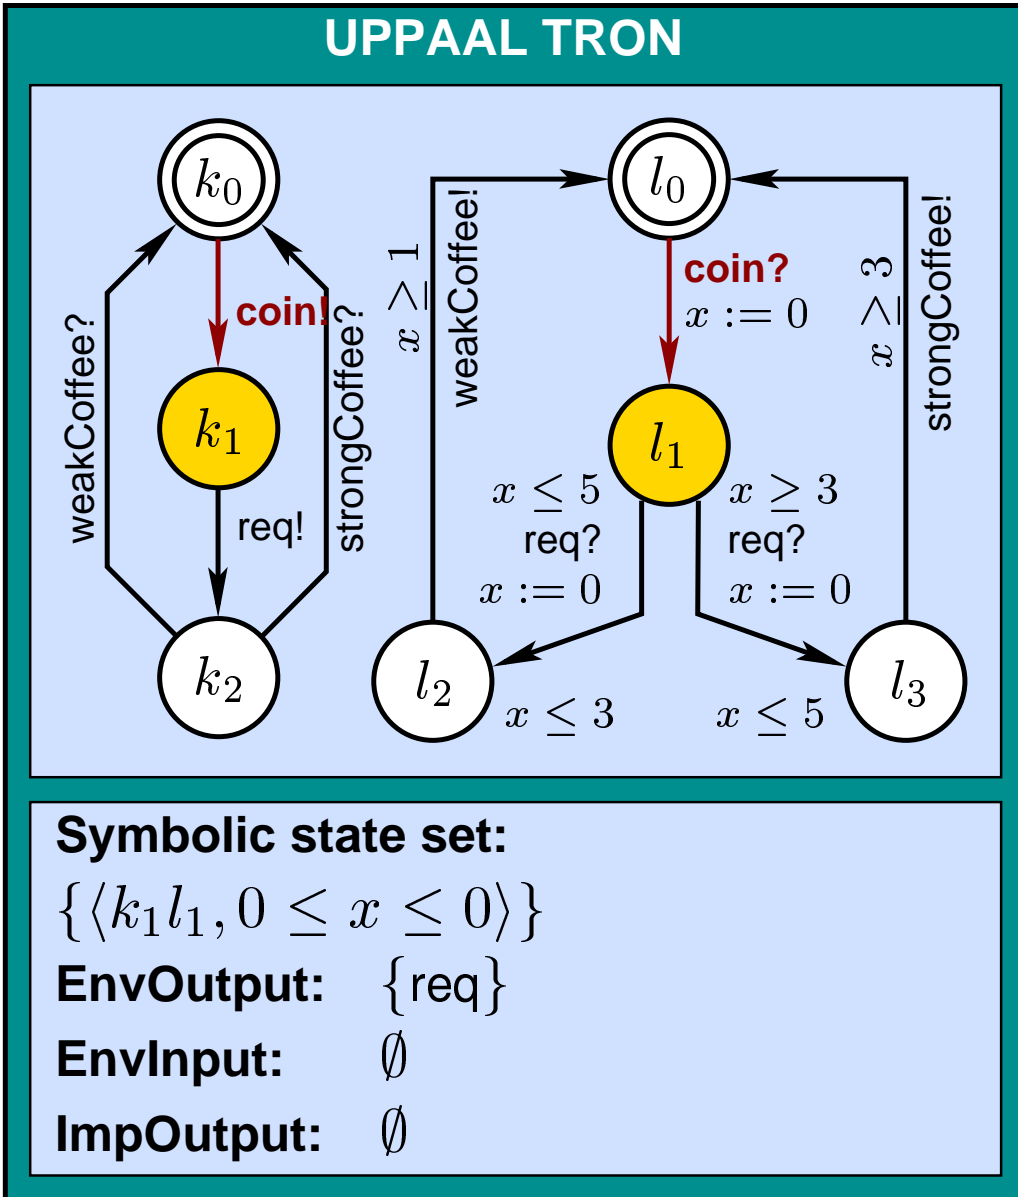 UPPAAL TRON
k₀
coin!
weakCoffee?
strongCoffee?
k₁
req!
k₂
l₀
x ≥ 1
weakCoffee!
coin?
x := 0
x ≥ 3
strongCoffee!
l₁
x ≤ 5
req?
x := 0
x ≥ 3
req?
x := 0
l₂
x ≤ 3
x ≤ 5
l₃
Symbolic state set:
{⟨k₁l₁, 0 ≤ x ≤ 0⟩}
EnvOutput: {req}
EnvInput: ∅
ImpOutput: ∅